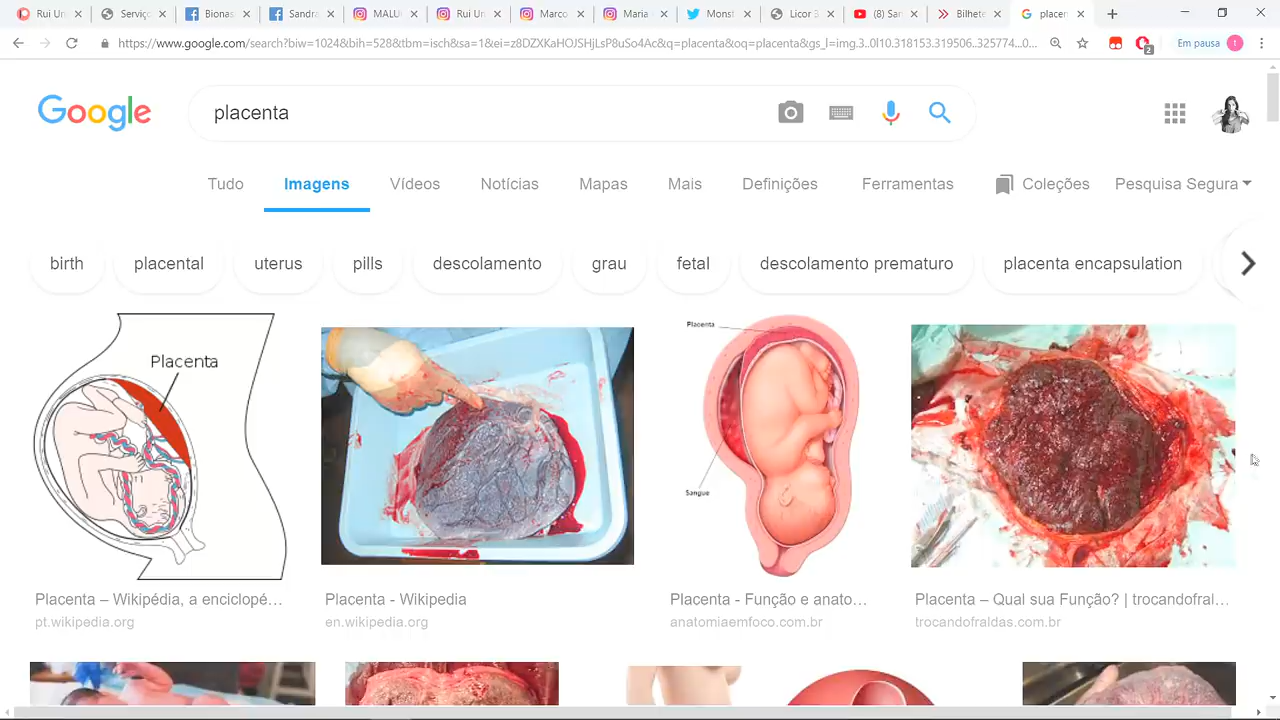 Rui Un
Serviç
Bionas
Sandra
MALU
Rui Un
Marco
Maria
Monst
Licor 3
(8) Sar
Bilhete
placen
https://www.google.com/search?biw=1024&bih=528&tbm=isch&sa=1&ei=z8DZXKaHOJSHjLsP8uSo4Ac&q=placenta&oq=placenta&gs_l=img.3..0l10.318153.319506..325774...0...
2
Em pausa
t
Google
placenta
Tudo
Imagens
Vídeos
Notícias
Mapas
Mais
Definições
Ferramentas
Coleções
Pesquisa Segura
birth
placental
uterus
pills
descolamento
grau
fetal
descolamento prematuro
placenta encapsulation
Placenta
Placenta
Sangue
Placenta – Wikipédia, a enciclopé...
pt.wikipedia.org
Placenta - Wikipedia
en.wikipedia.org
Placenta - Função e anato...
anatomiaemfoco.com.br
Placenta – Qual sua Função? | trocandofral...
trocandofraldas.com.br